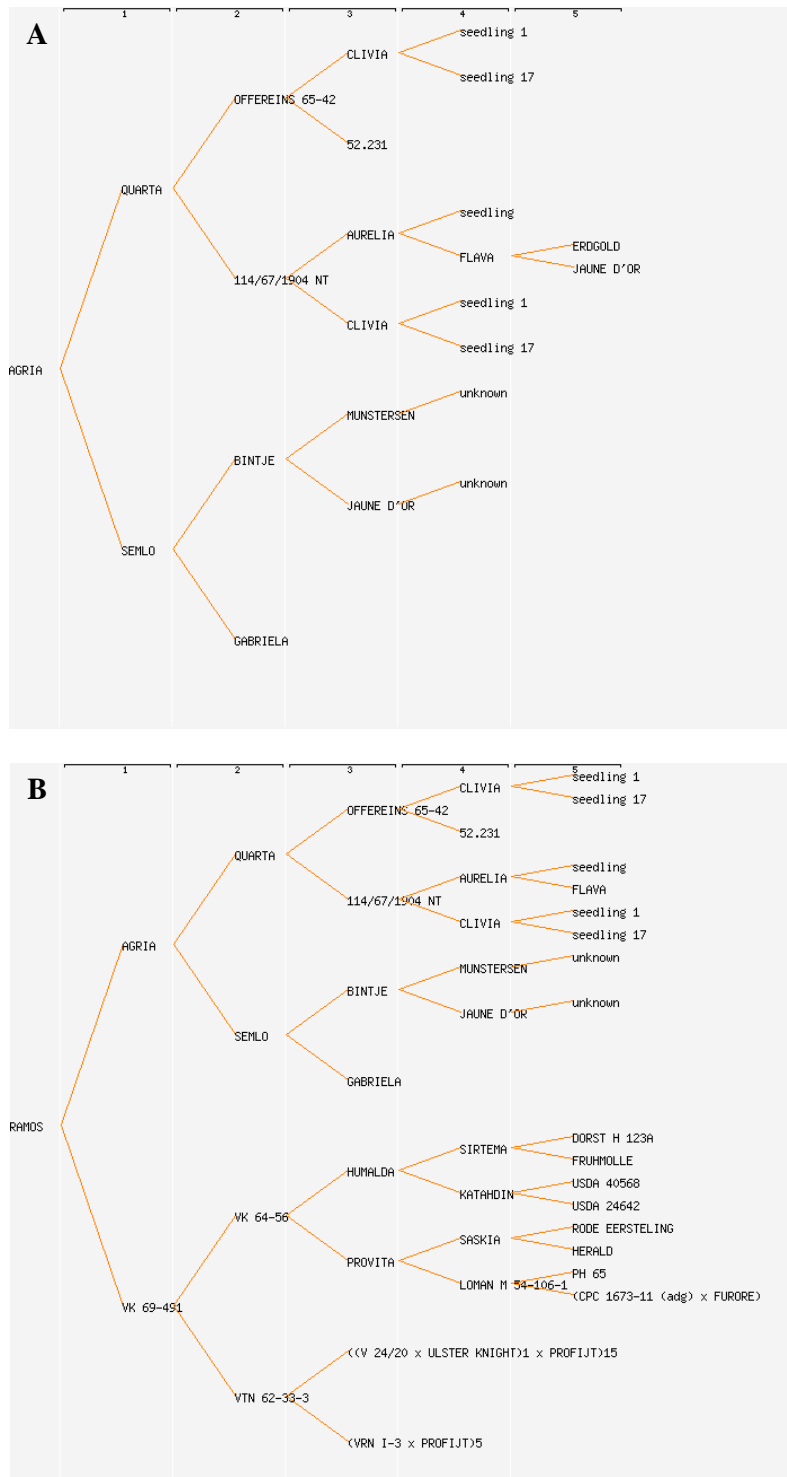 1 2 3 4 5
A
seedling 1
CLIVIA
seedling 17
OFFEREINS 65-42
52.231
QUARTA
seedling
AURELIA
ERDGOLD
FLAVA
JAUNE D'OR
114/67/1904 NT
seedling 1
CLIVIA
seedling 17
AGRIA
unknown
MUNSTERSEN
BINTJE
unknown
JAUNE D'OR
SEMLO
GABRIELA
1 2 3 4 5
B
seedling 1
CLIVIA
seedling 17
OFFEREINS 65-42
52.231
QUARTA
seedling
AURELIA
FLAVA
114/67/1904 NT
seedling 1
CLIVIA
seedling 17
AGRIA
unknown
MUNSTERSEN
BINTJE
unknown
JAUNE D'OR
SEMLO
GABRIELA
RAMOS
DORST H 123A
SIRTEMA
FRUHMOLLE
HUMALDA
USDA 40568
KATAHDIN
USDA 24642
VK 64-56
RODE EERSTELING
SASKIA
HERALD
PROVITA
PH 65
LOMAN M 54-106-1
(CPC 1673-11 (adg) x FURORE)
VK 69-491
((V 24/20 x ULSTER KNIGHT)1 x PROFIJT)15
VTN 62-33-3
(VRN I-3 x PROFIJT)5